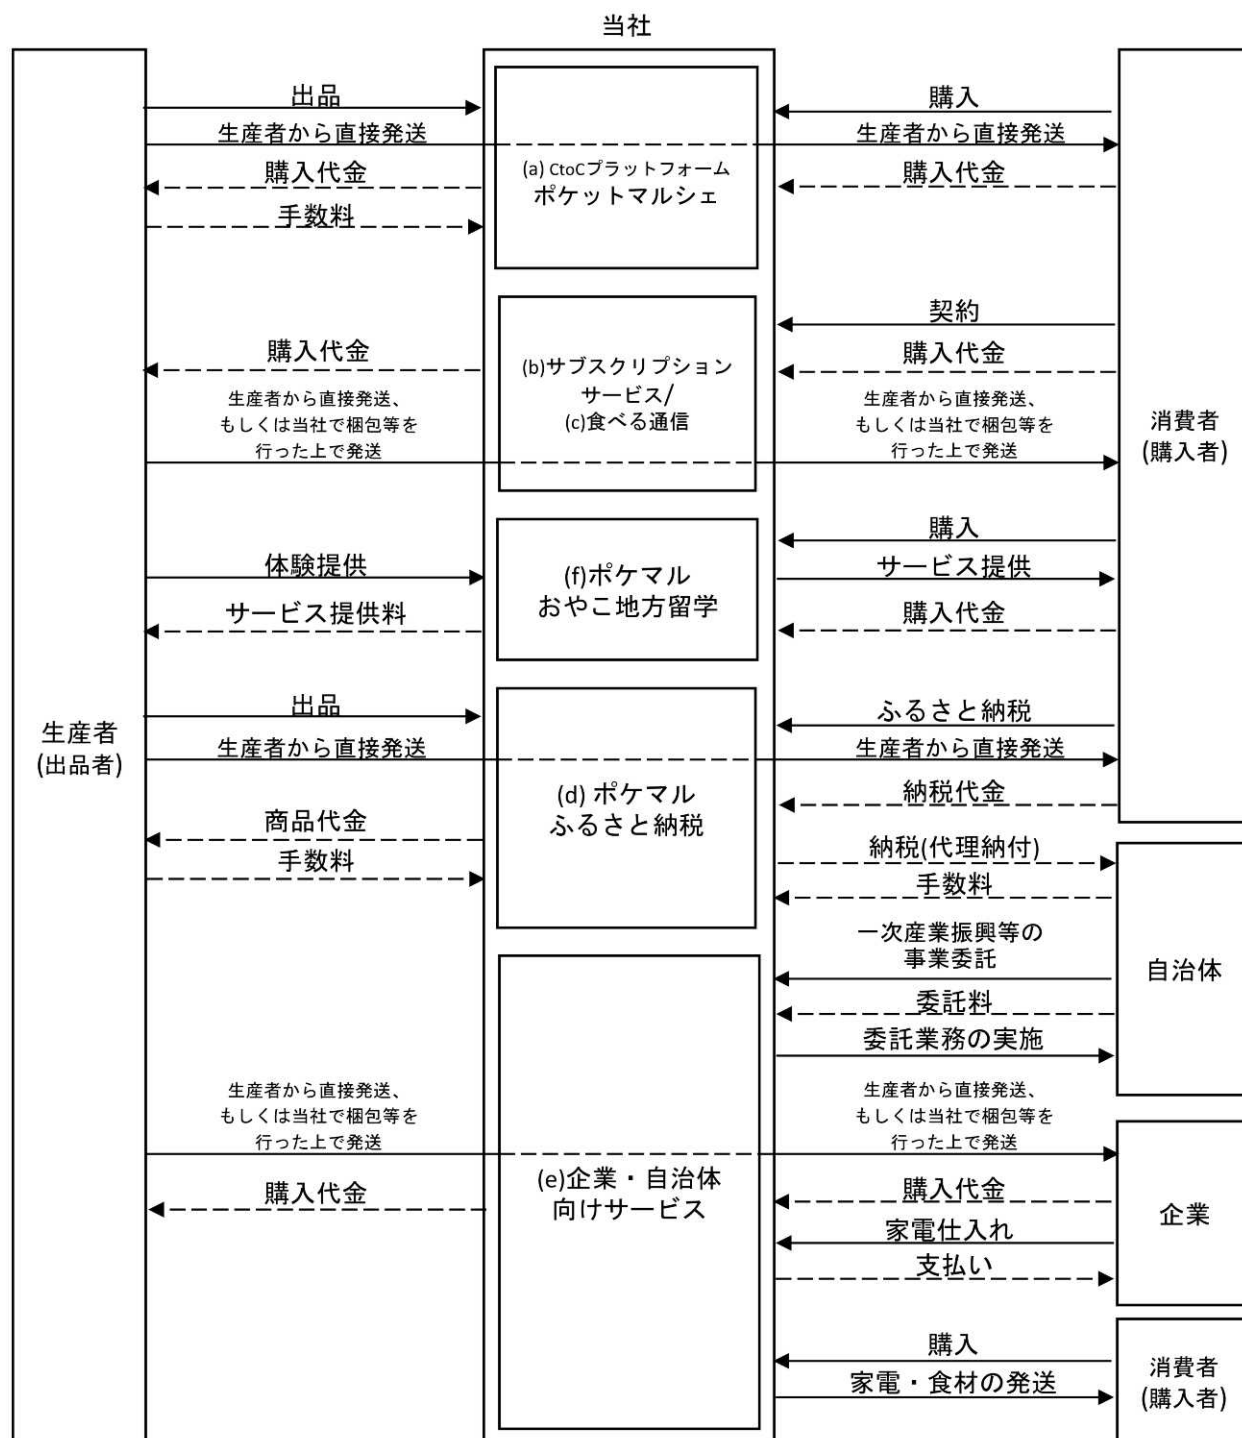 当社
出品
購入
生産者から直接発送
生産者から直接発送
(a) CtoCプラットフォーム
ポケットマルシェ
購入代金
購入代金
手数料
契約
購入代金
購入代金
(b)サブスクリプション
サービス/
(c)食べる通信
生産者から直接発送、
もしくは当社で梱包等を
行った上で発送
生産者から直接発送、
もしくは当社で梱包等を
行った上で発送
消費者
(購入者)
購入
体験提供
サービス提供
(f)ポケマル
おやこ地方留学
サービス提供料
購入代金
出品
ふるさと納税
生産者
(出品者)
生産者から直接発送
生産者から直接発送
(d) ポケマル
ふるさと納税
納税代金
商品代金
手数料
納税(代理納付)
手数料
一次産業振興等の
事業委託
自治体
委託料
委託業務の実施
生産者から直接発送、
もしくは当社で梱包等を
行った上で発送
生産者から直接発送、
もしくは当社で梱包等を
行った上で発送
(e)企業・自治体
向けサービス
購入代金
購入代金
企業
家電仕入れ
支払い
購入
家電・食材の発送
消費者
(購入者)